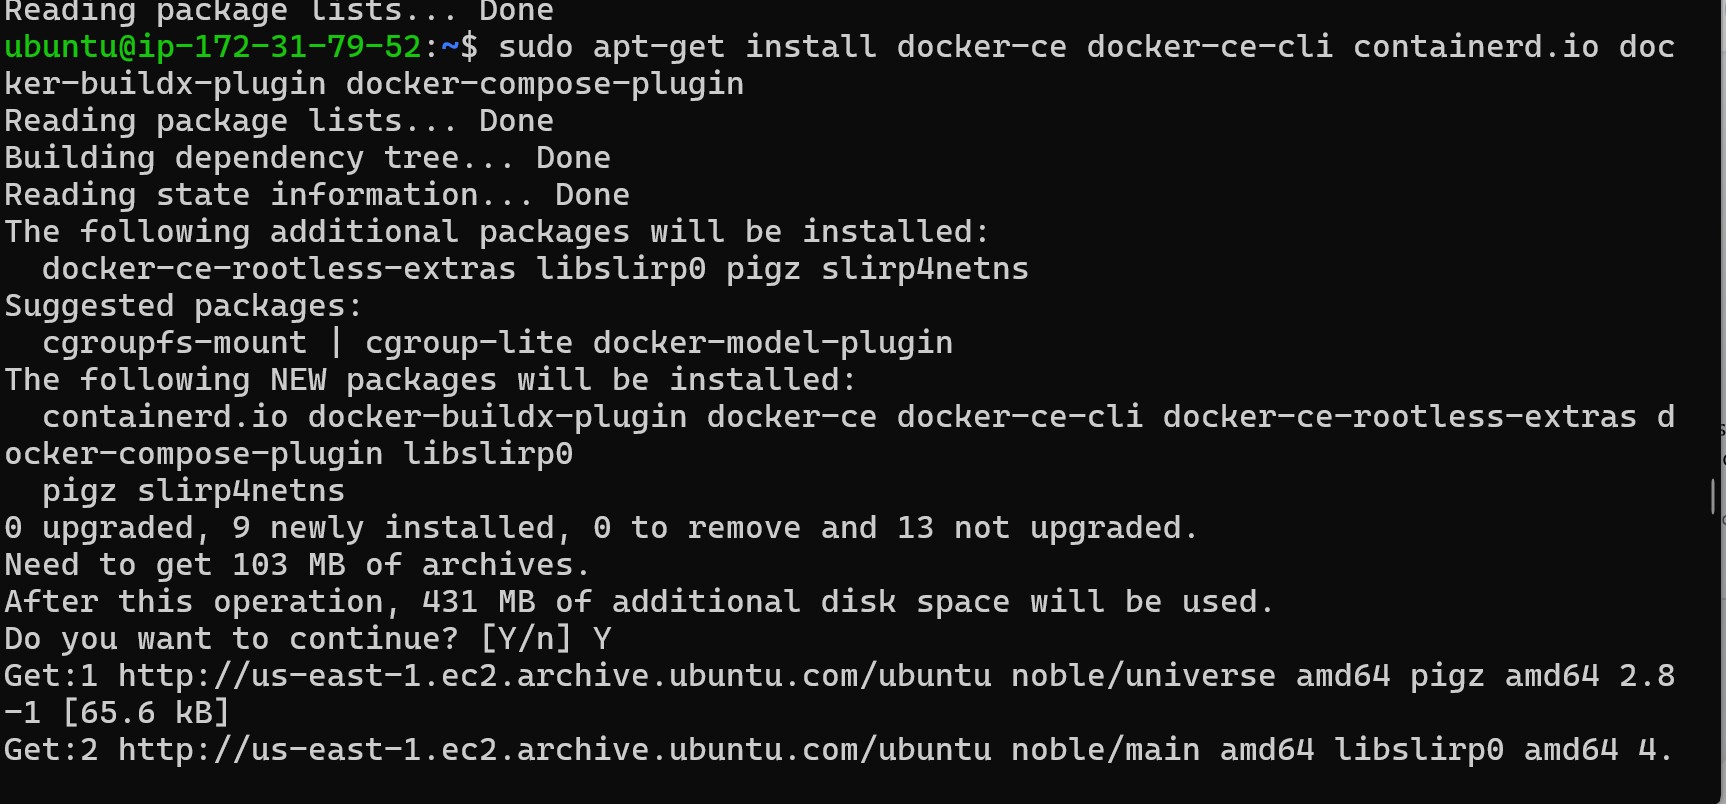 Reading package lists... Done
ubuntu@ip-172-31-79-52:~$ sudo apt-get install docker-ce docker-ce-cli containerd.io doc
ker-buildx-plugin docker-compose-plugin
Reading package lists... Done
Building dependency tree... Done
Reading state information... Done
The following additional packages will be installed:
  docker-ce-rootless-extras libslirp0 pigz slirp4netns
Suggested packages:
  cgroupfs-mount | cgroup-lite docker-model-plugin
The following NEW packages will be installed:
  containerd.io docker-buildx-plugin docker-ce docker-ce-cli docker-ce-rootless-extras d
ocker-compose-plugin libslirp0
  pigz slirp4netns
0 upgraded, 9 newly installed, 0 to remove and 13 not upgraded.
Need to get 103 MB of archives.
After this operation, 431 MB of additional disk space will be used.
Do you want to continue? [Y/n] Y
Get:1 http://us-east-1.ec2.archive.ubuntu.com/ubuntu noble/universe amd64 pigz amd64 2.8
-1 [65.6 kB]
Get:2 http://us-east-1.ec2.archive.ubuntu.com/ubuntu noble/main amd64 libslirp0 amd64 4.